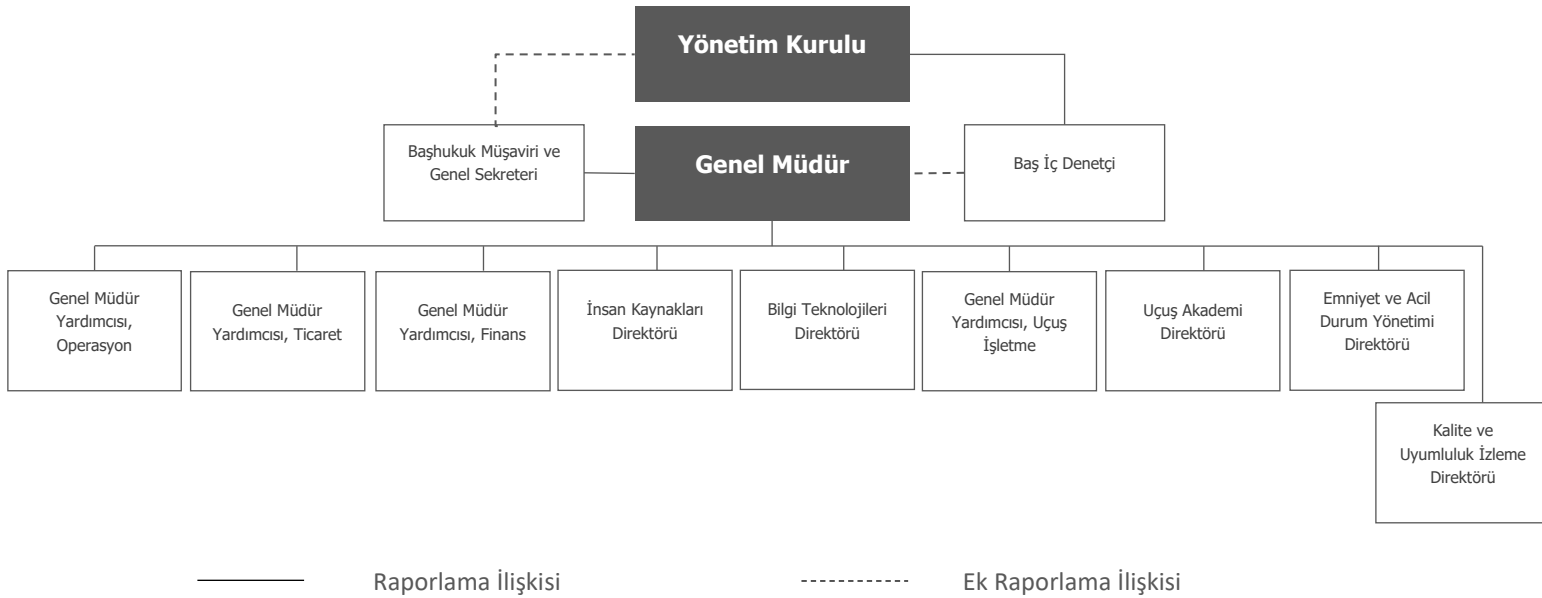 Yönetim Kurulu
Başhukuk Müşaviri ve
Genel Sekreteri
Genel Müdür
Baş İç Denetçi
Genel Müdür
Yardımcısı,
Operasyon
Genel Müdür
Yardımcısı, Ticaret
Genel Müdür
Yardımcısı, Finans
İnsan Kaynakları
Direktörü
Bilgi Teknolojileri
Direktörü
Genel Müdür
Yardımcısı, Uçuş
İşletme
Uçuş Akademi
Direktörü
Emniyet ve Acil
Durum Yönetimi
Direktörü
Kalite ve
Uyumluluk İzleme
Direktörü
Raporlama İlişkisi
Ek Raporlama İlişkisi